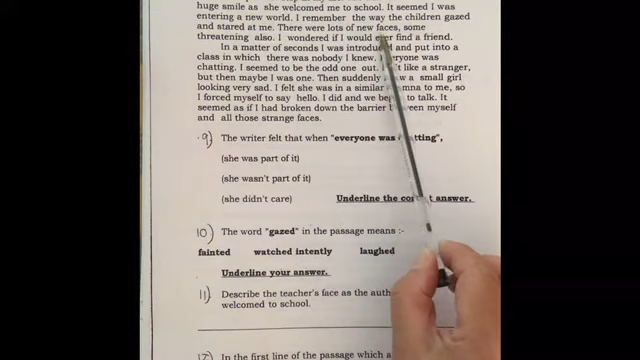 huge smile as she welcomed me to school. It seemed I was
entering a new world. I remember the way the children gazed
and stared at me. There were lots of new faces, some
threatening also. I wondered if I would ever find a friend.
In a matter of seconds I was introduced and put into a
class in which there was nobody I knew. Everyone was
chatting. I seemed to be the odd one out. I felt like a stranger,
but then maybe I was one. Then suddenly I saw a small girl
looking very sad. I felt she was in a similar to me, so
I forced myself to say hello. I did and we began to talk. It
seemed as if I had broken down the barrier between myself
and all those strange faces.
9) The writer felt that when "everyone was chatting",
(she was part of it)
(she wasn't part of it)
(she didn't care) Underline the correct answer.
10) The word "gazed" in the passage means :-
fainted watched intently laughed
Underline your answer.
11) Describe the teacher's face as the
welcomed to school.
12) In the first line of the passage which